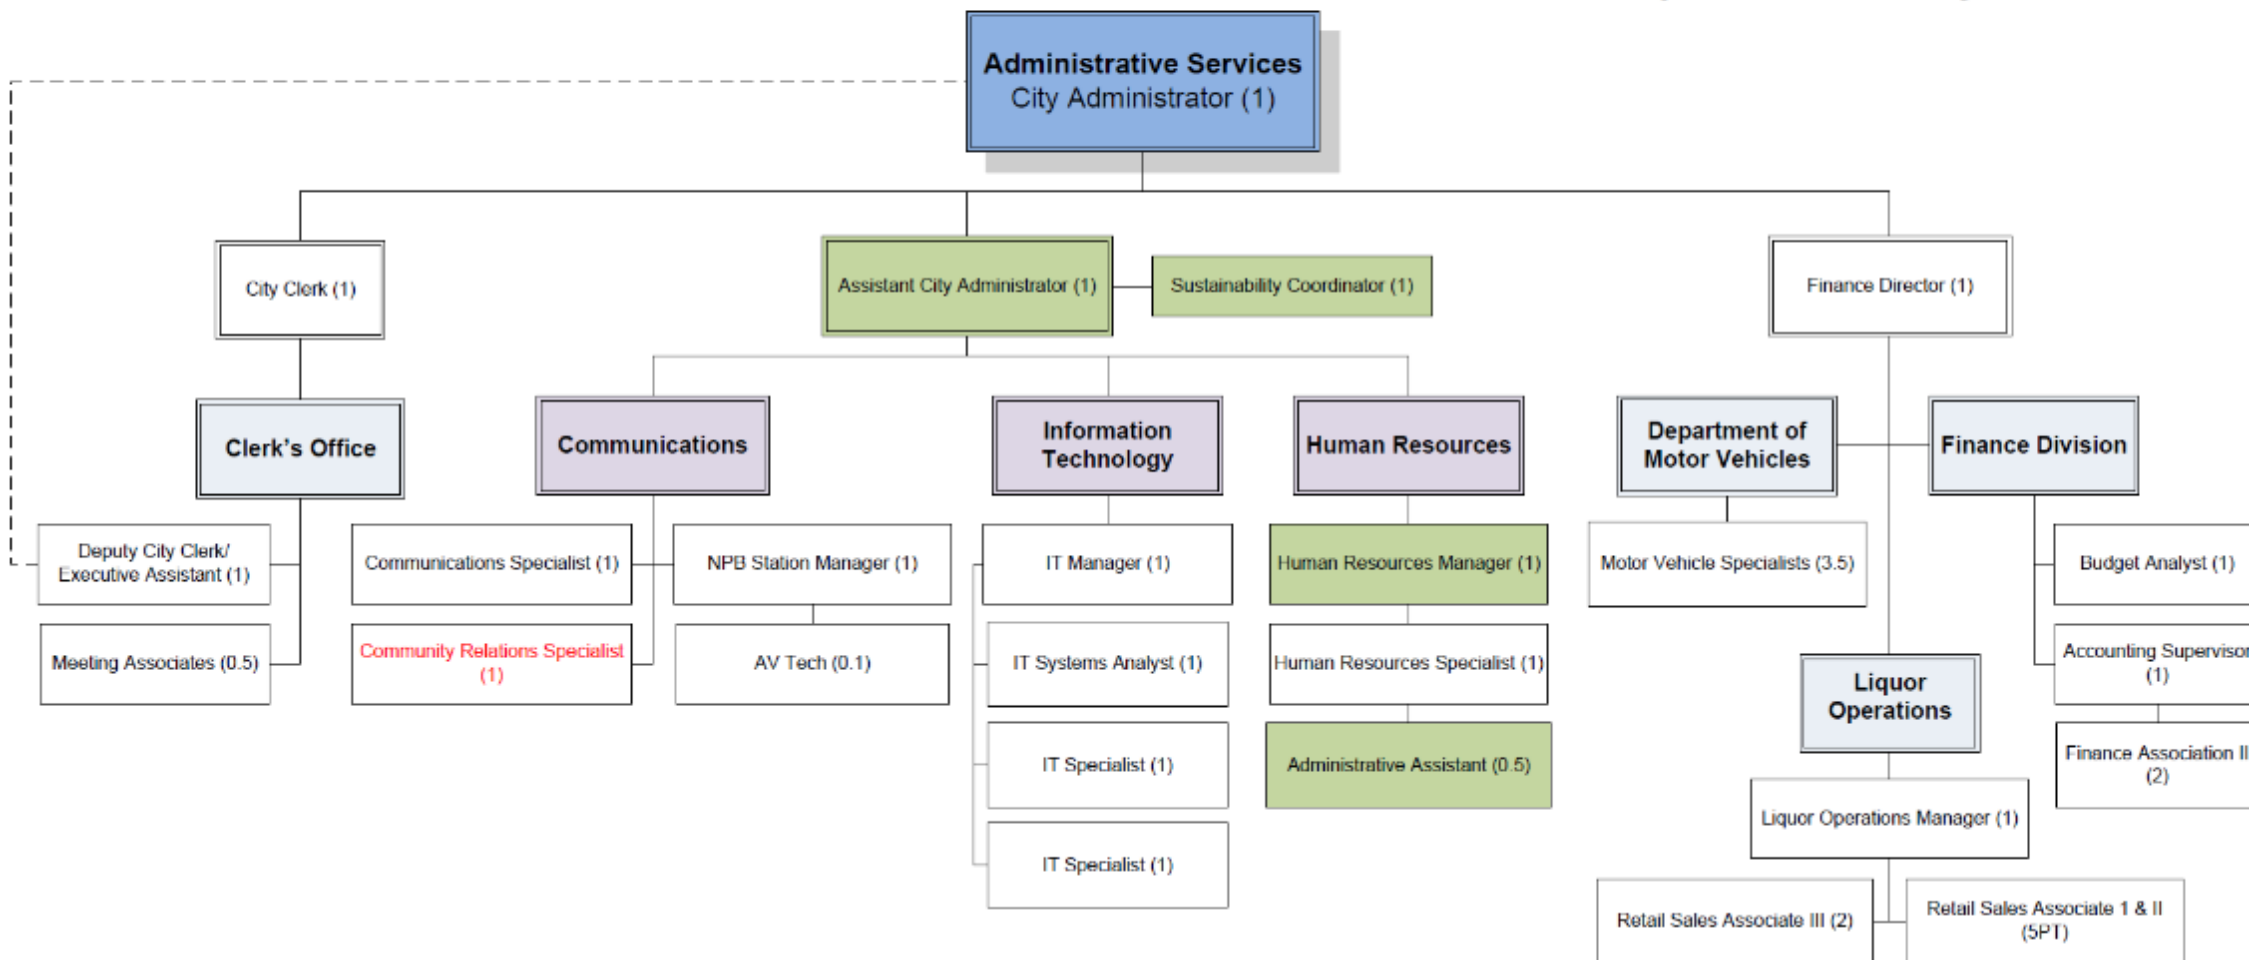 Administrative Services
City Administrator (1)
City Clerk (1)
Assistant City Administrator (1)
Sustainability Coordinator (1)
Finance Director (1)
Clerk's Office
Communications
Information
Technology
Human Resources
Department of
Motor Vehicles
Finance Division
Deputy City Clerk/
Executive Assistant (1)
Meeting Associates (0.5)
Communications Specialist (1)
Community Relations Specialist
(1)
NPB Station Manager (1)
AV Tech (0.1)
IT Manager (1)
IT Systems Analyst (1)
IT Specialist (1)
IT Specialist (1)
Human Resources Manager (1)
Human Resources Specialist (1)
Administrative Assistant (0.5)
Motor Vehicle Specialists (3.5)
Liquor
Operations
Liquor Operations Manager (1)
Retail Sales Associate III (2)
Retail Sales Associate 1 & II
(5PT)
Budget Analyst (1)
Accounting Supervisor
(1)
Finance Association II
(2)